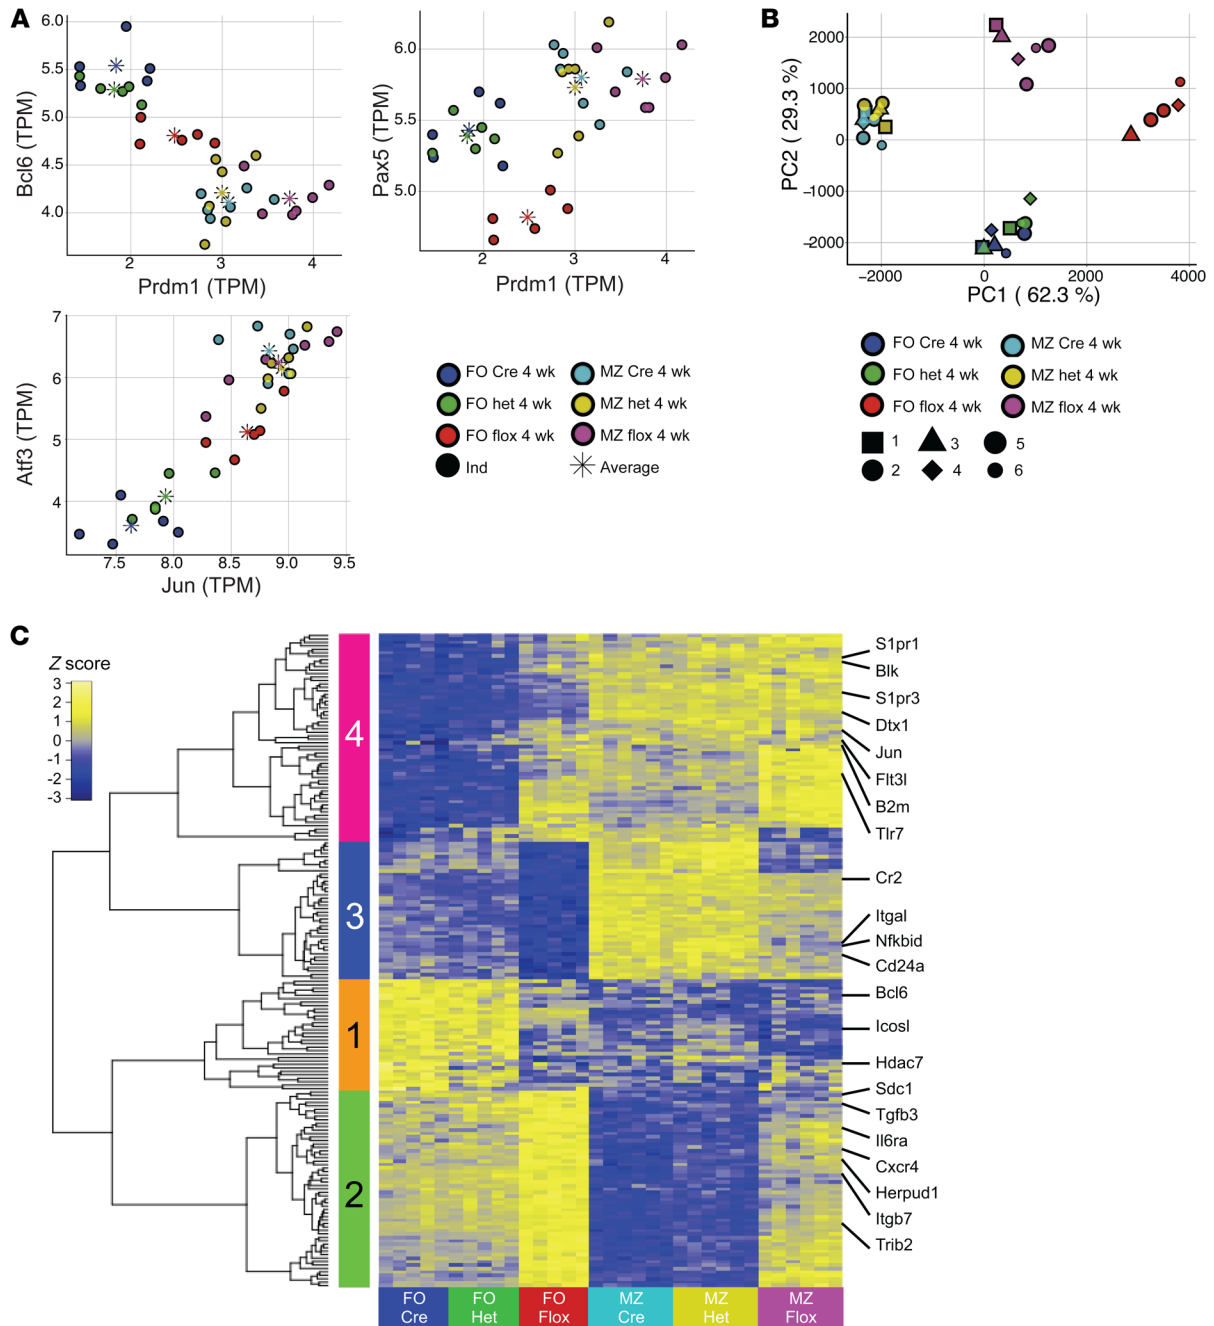 A
6.0
5.5
5.0
4.5
4.0
Bcl6 (TPM)
2
3
4
Prdm1 (TPM)
6.0
5.5
5.0
Pax5 (TPM)
2
3
4
Prdm1 (TPM)
B
2000
1000
0
−1000
−2000
PC2 ( 29.3 %)
−2000
0
2000
4000
PC1 ( 62.3 %)
7
6
5
4
Atf3 (TPM)
7.5
8.0
8.5
9.0
9.5
Jun (TPM)
FO Cre 4 wk
MZ Cre 4 wk
FO het 4 wk
MZ het 4 wk
FO flox 4 wk
MZ flox 4 wk
Ind
Average
FO Cre 4 wk
MZ Cre 4 wk
FO het 4 wk
MZ het 4 wk
FO flox 4 wk
MZ flox 4 wk
1
3
5
2
4
6
C
Z score
3
2
1
0
-1
-2
-3
4
3
1
2
S1pr1
Blk
S1pr3
Dtx1
Jun
Flt3l
B2m
Tlr7
Cr2
Itgal
Nfkbid
Cd24a
Bcl6
Icosl
Hdac7
Sdc1
Tgfb3
Il6ra
Cxcr4
Herpud1
Itgb7
Trib2
FO
Cre
FO
Het
FO
Flox
MZ
Cre
MZ
Het
MZ
Flox